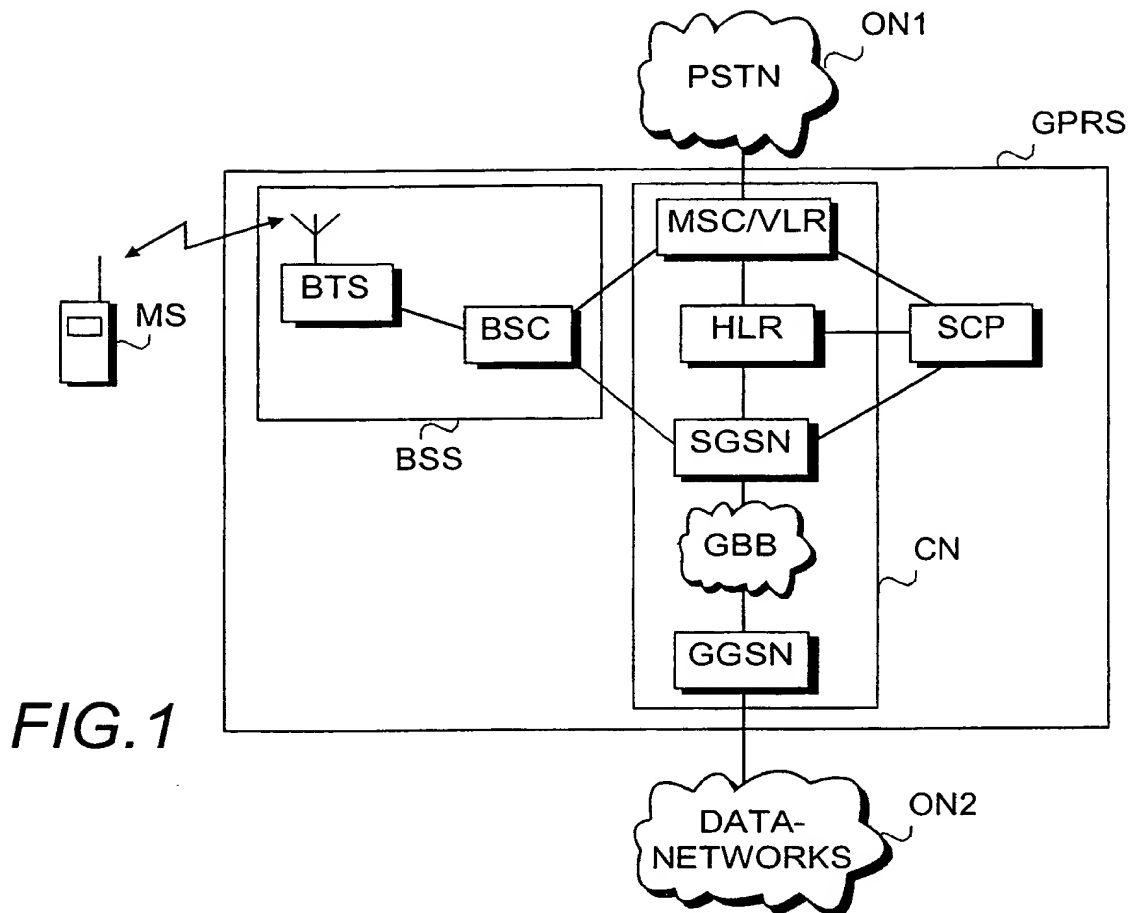 ON1
PSTN
GPRS
MSC/VLR
BTS
MS
BSC
HLR
SCP
SGSN
BSS
GBB
CN
GGSN
FIG.1
ON2
DATA-
NETWORKS